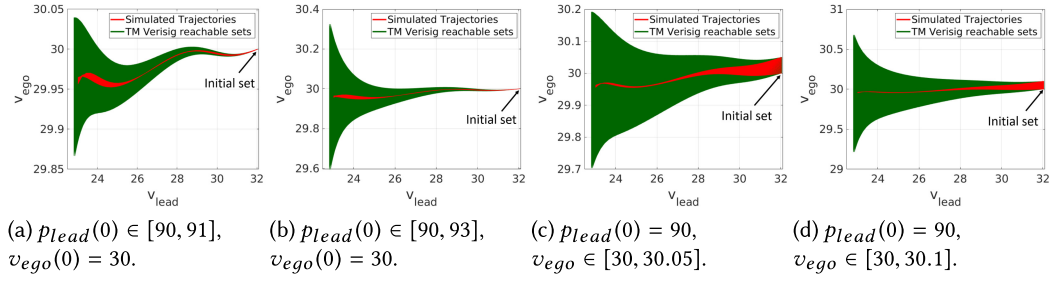 30.05
30
29.95
29.9
29.85
v_ego
24 26 28 30 32
v_lead
Simulated Trajectories
TM Verisig reachable sets
Initial set
30.4
30.2
30
29.8
29.6
v_ego
24 26 28 30 32
v_lead
Simulated Trajectories
TM Verisig reachable sets
Initial set
30.2
30.1
30
29.9
29.8
29.7
v_ego
24 26 28 30 32
v_lead
Simulated Trajectories
TM Verisig reachable sets
Initial set
31
30.5
30
29.5
29
v_ego
24 26 28 30 32
v_lead
Simulated Trajectories
TM Verisig reachable sets
Initial set
(a) p_lead(0) ∈ [90, 91],
v_ego(0) = 30.
(b) p_lead(0) ∈ [90, 93],
v_ego(0) = 30.
(c) p_lead(0) = 90,
v_ego ∈ [30, 30.05].
(d) p_lead(0) = 90,
v_ego ∈ [30, 30.1].